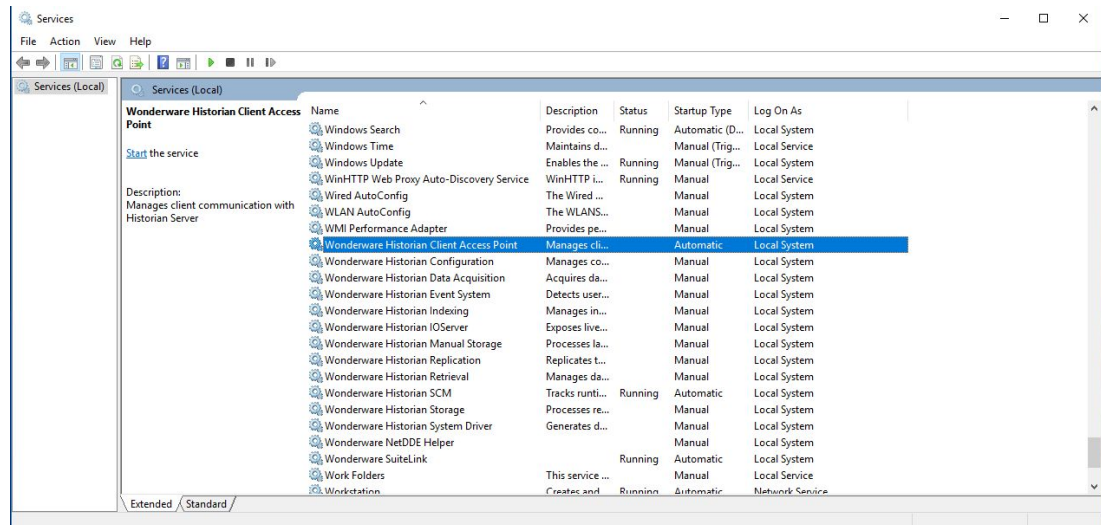 Services
File Action View Help
Services (Local)
Services (Local)
Wonderware Historian Client Access Point
Start the service
Description:
Manages client communication with
Historian Server
Name Description Status Startup Type Log On As
Windows Search Provides co... Running Automatic (D... Local System
Windows Time Maintains d... Manual (Trig... Local Service
Windows Update Enables the ... Running Manual (Trig... Local System
WinHTTP Web Proxy Auto-Discovery Service WinHTTP i... Running Manual Local Service
Wired AutoConfig The Wired ... Manual Local System
WLAN AutoConfig The WLANS... Manual Local System
WMI Performance Adapter Provides pe... Manual Local System
Wonderware Historian Client Access Point Manages cli... Automatic Local System
Wonderware Historian Configuration Manages co... Manual Local System
Wonderware Historian Data Acquisition Acquires da... Manual Local System
Wonderware Historian Event System Detects user... Manual Local System
Wonderware Historian Indexing Manages in... Manual Local System
Wonderware Historian IOServer Exposes live... Manual Local System
Wonderware Historian Manual Storage Processes la... Manual Local System
Wonderware Historian Replication Replicates t... Manual Local System
Wonderware Historian Retrieval Manages da... Manual Local System
Wonderware Historian SCM Tracks runti... Running Automatic Local System
Wonderware Historian Storage Processes re... Manual Local System
Wonderware Historian System Driver Generates d... Manual Local System
Wonderware NetDDE Helper Manual Local System
Wonderware SuiteLink Running Automatic Local System
Work Folders This service ... Manual Local Service
Workstation Creates and Running Automatic Network Service
Extended Standard